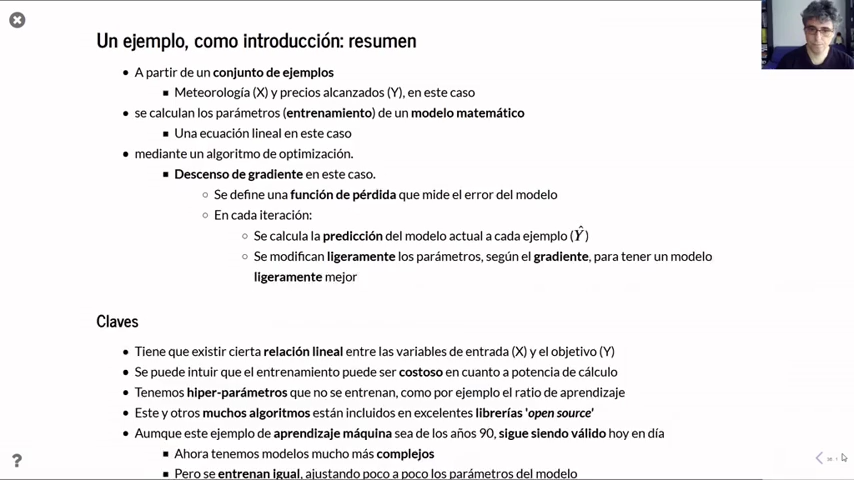 Un ejemplo, como introducción: resumen
A partir de un conjunto de ejemplos
Meteorología (X) y precios alcanzados (Y), en este caso
se calculan los parámetros (entrenamiento) de un modelo matemático
Una ecuación lineal en este caso
mediante un algoritmo de optimización.
Descenso de gradiente en este caso.
Se define una función de pérdida que mide el error del modelo
En cada iteración:
Se calcula la predicción del modelo actual a cada ejemplo (Ŷ)
Se modifican ligeramente los parámetros, según el gradiente, para tener un modelo
ligeramente mejor
Claves
Tiene que existir cierta relación lineal entre las variables de entrada (X) y el objetivo (Y)
Se puede intuir que el entrenamiento puede ser costoso en cuanto a potencia de cálculo
Tenemos hiper-parámetros que no se entrenan, como por ejemplo el ratio de aprendizaje
Este y otros muchos algoritmos están incluidos en excelentes librerías 'open source'
Aumque este ejemplo de aprendizaje máquina sea de los años 90, sigue siendo válido hoy en día
Ahora tenemos modelos mucho más complejos
Pero se entrenan igual, ajustando poco a poco los parámetros del modelo
?